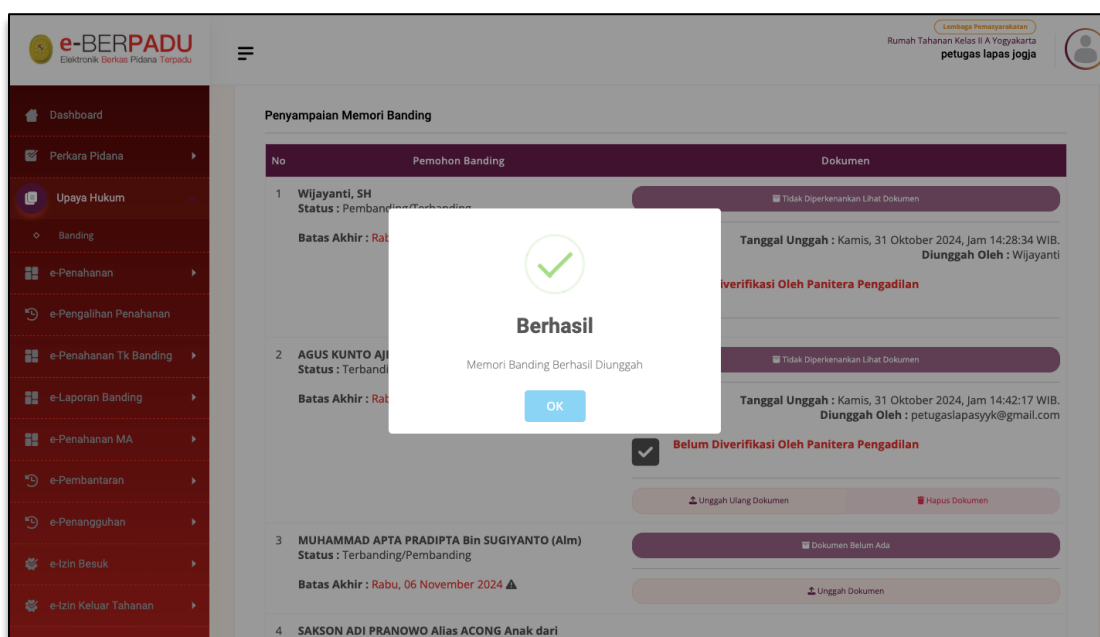 e-BERPADU
Elektronik Berkas Pidana Terpadu
Lembaga Pemasyarakatan
Rumah Tahanan Kelas II A Yogyakarta
petugas lapas jogja
Dashboard
Perkara Pidana
Upaya Hukum
Banding
e-Penahanan
e-Pengalihan Penahanan
e-Penahanan Tk Banding
e-Laporan Banding
e-Penahanan MA
e-Pembantaran
e-Penangguhan
e-Izin Besuk
e-Izin Keluar Tahanan
Penyampaian Memori Banding
No Pemohon Banding Dokumen
1 Wijayanti, SH
Status : Pembanding/Terbanding
Batas Akhir :
Tidak Diperkenankan Lihat Dokumen
Tanggal Unggah : Kamis, 31 Oktober 2024, Jam 14:28:34 WIB.
Diunggah Oleh : Wijayanti
Oleh Panitera Pengadilan
Berhasil
Memori Banding Berhasil Diunggah
OK
2 AGUS KUNTO
Status :
Batas Akhir :
Tidak Diperkenankan Lihat Dokumen
Tanggal Unggah : Kamis, 31 Oktober 2024, Jam 14:42:17 WIB.
Diunggah Oleh : petugaslapasyyk@gmail.com
Belum Diverifikasi Oleh Panitera Pengadilan
Unggah Ulang Dokumen Hapus Dokumen
3 MUHAMMAD APTA PRADIPTA Bin SUGIYANTO (Alm)
Status : Terbanding/Pembanding
Batas Akhir : Rabu, 06 November 2024
Dokumen Belum Ada
Unggah Dokumen
4 SAKSON ADI PRANOWO Alias ACONG Anak dari